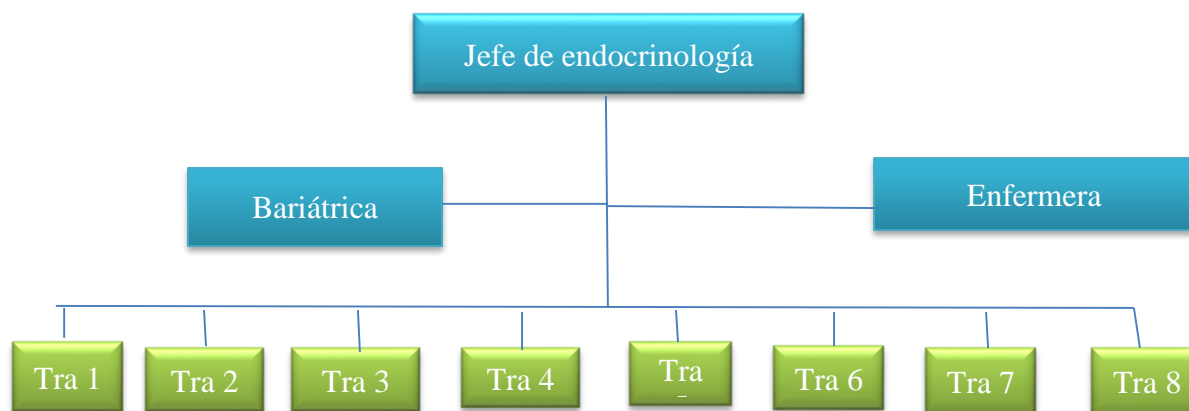 Jefe de endocrinología
Bariátrica
Enfermera
Tra 1
Tra 2
Tra 3
Tra 4
Tra
Tra 6
Tra 7
Tra 8